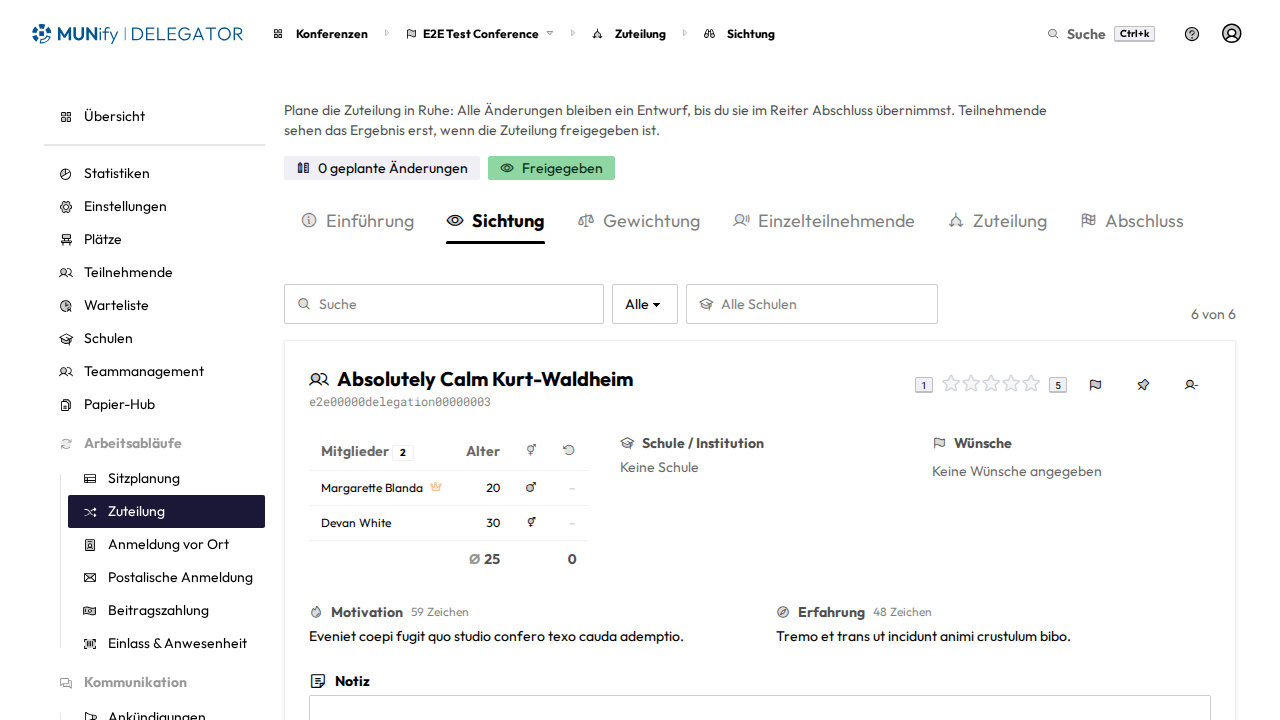 MUNify | DELEGATOR
Konferenzen
E2E Test Conference
Zuteilung
Sichtung
Suche
Ctrl+k
Übersicht
Statistiken
Einstellungen
Plätze
Teilnehmende
Warteliste
Schulen
Teammanagement
Papier-Hub
Arbeitsabläufe
Sitzplanung
Zuteilung
Anmeldung vor Ort
Postalische Anmeldung
Beitragszahlung
Einlass & Anwesenheit
Kommunikation
Ankündigungen
Plane die Zuteilung in Ruhe: Alle Änderungen bleiben ein Entwurf, bis du sie im Reiter Abschluss übernimmst. Teilnehmende
sehen das Ergebnis erst, wenn die Zuteilung freigegeben ist.
0 geplante Änderungen
Freigegeben
Einführung
Sichtung
Gewichtung
Einzelteilnehmende
Zuteilung
Abschluss
Suche
Alle
Alle Schulen
6 von 6
Absolutely Calm Kurt-Waldheim
e2e00000delegation00000003
1
5
Mitglieder 2 Alter
Margarette Blanda 20 –
Devan White 30 –
Ø 25 0
Schule / Institution
Keine Schule
Wünsche
Keine Wünsche angegeben
Motivation 59 Zeichen
Eveniet coepi fugit quo studio confero texo cauda ademptio.
Erfahrung 48 Zeichen
Tremo et trans ut incidunt animi crustulum bibo.
Notiz